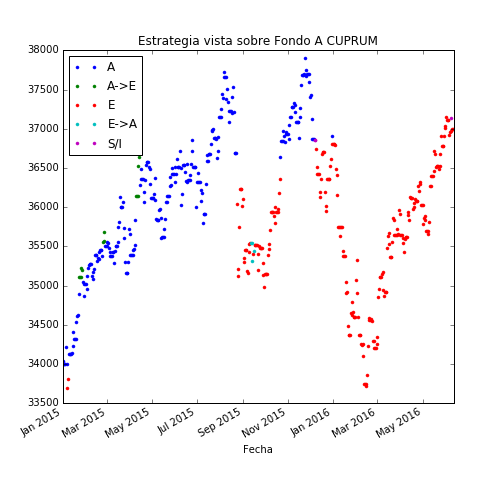 Estrategia vista sobre Fondo A CUPRUM
38000
37000
36000
35000
34000
33500
A
A->E
E
E->A
S/I
37500
36500
35500
34500
Jan 2015
Mar 2015
May 2015
Jul 2015
Sep 2015
Nov 2015
Jan 2016
Mar 2016
May 2016
Fecha